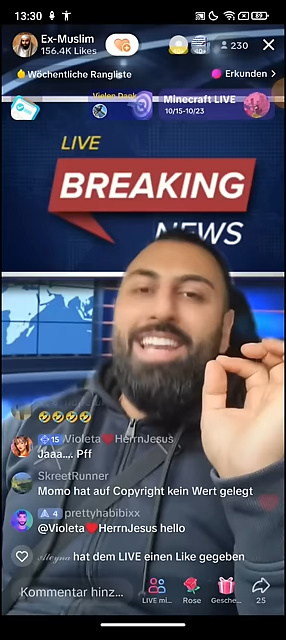 13:30
89
Ex-Muslim
156.4K Likes
230
Wöchentliche Rangliste
Erkunden >
Vielen Dank
Minecraft LIVE
10/15-10/23
LIVE
BREAKING
NEWS
🤣🤣🤣🤣
15 Violeta❤️HerrnJesus
Jaaa.... Pff
SkreetRunner
Momo hat auf Copyright kein Wert gelegt
4 prettyhabibixx
@Violeta❤️HerrnJesus hello
Aleyna hat dem LIVE einen Like gegeben
Kommentar hinz...
LIVE mi...
Rose
Gesche...
25